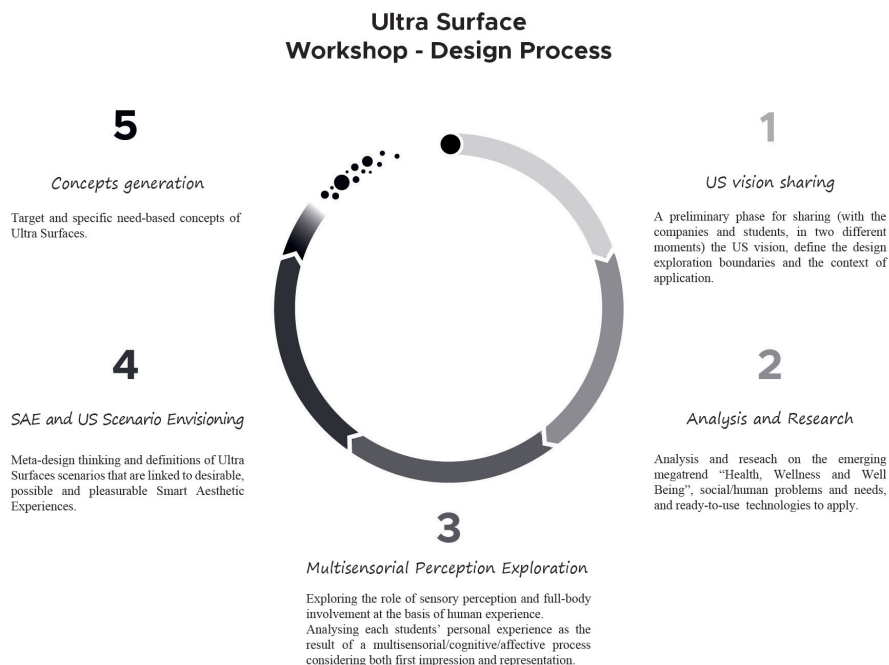 Ultra Surface
Workshop - Design Process
1
US vision sharing
A preliminary phase for sharing (with the
companies and students, in two different
moments) the US vision, define the design
exploration boundaries and the context of
application.
2
Analysis and Research
Analysis and reseach on the emerging
megatrend “Health, Wellness and Well
Being”, social/human problems and needs,
and ready-to-use technologies to apply.
3
Multisensorial Perception Exploration
Exploring the role of sensory perception and full-body
involvement at the basis of human experience.
Analysing each students’ personal experience as the
result of a multisensorial/cognitive/affective process
considering both first impression and representation.
4
SAE and US Scenario Envisioning
Meta-design thinking and definitions of Ultra
Surfaces scenarios that are linked to desirable,
possible and pleasurable Smart Aesthetic
Experiences.
5
Concepts generation
Target and specific need-based concepts of
Ultra Surfaces.